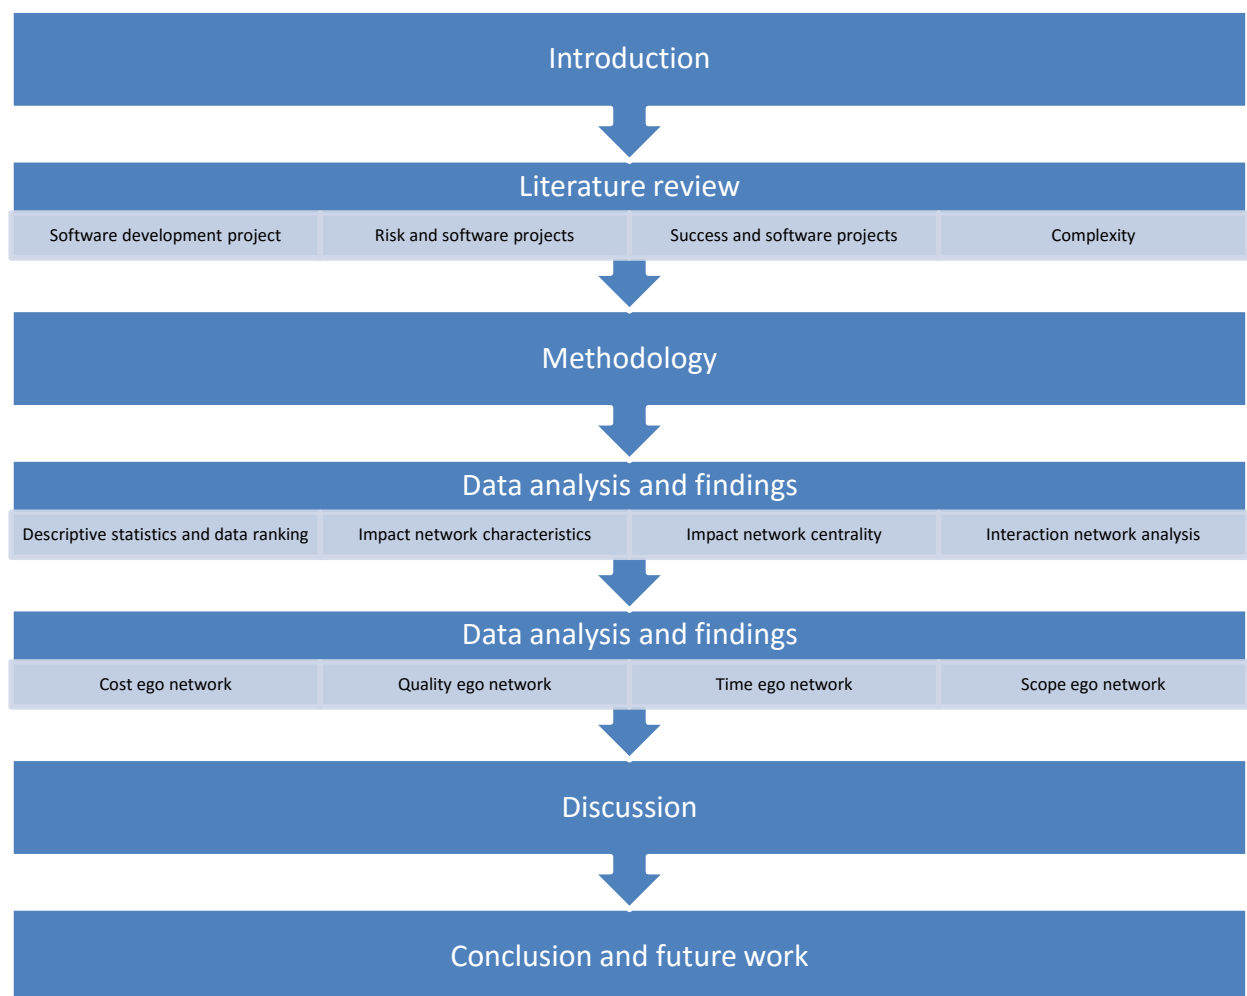 Introduction
Literature review
Software development project
Risk and software projects
Success and software projects
Complexity
Methodology
Data analysis and findings
Descriptive statistics and data ranking
Impact network characteristics
Impact network centrality
Interaction network analysis
Data analysis and findings
Cost ego network
Quality ego network
Time ego network
Scope ego network
Discussion
Conclusion and future work